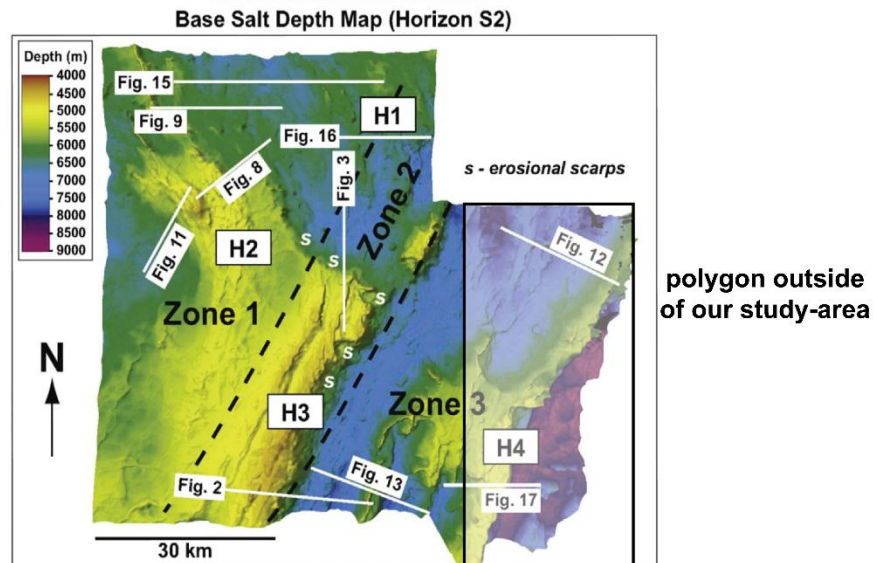 Base Salt Depth Map (Horizon S2)
Depth (m)
4000
4500
5000
5500
6000
6500
7000
7500
8000
8500
9000
Fig. 15
Fig. 9
H1
Fig. 16
Fig. 3
Fig. 8
Zone 2
s - erosional scarps
Fig. 11
H2
s
s
Fig. 12
polygon outside
of our study-area
Zone 1
s
N
s
s
H3
Zone 3
H4
Fig. 2
Fig. 13
Fig. 17
30 km